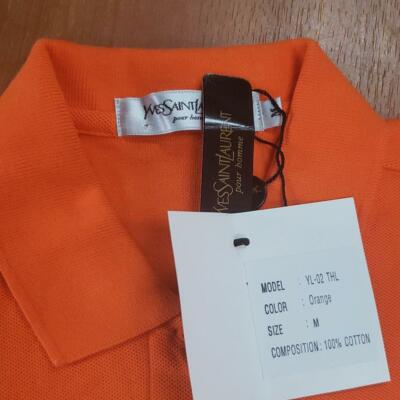 YVESSAINTLAURENT
pour homme
M
YVESSAINTLAURENT
pour homme
MODEL : YL-02 THL
COLOR : Orange
SIZE : M
COMPOSITION: 100% COTTON